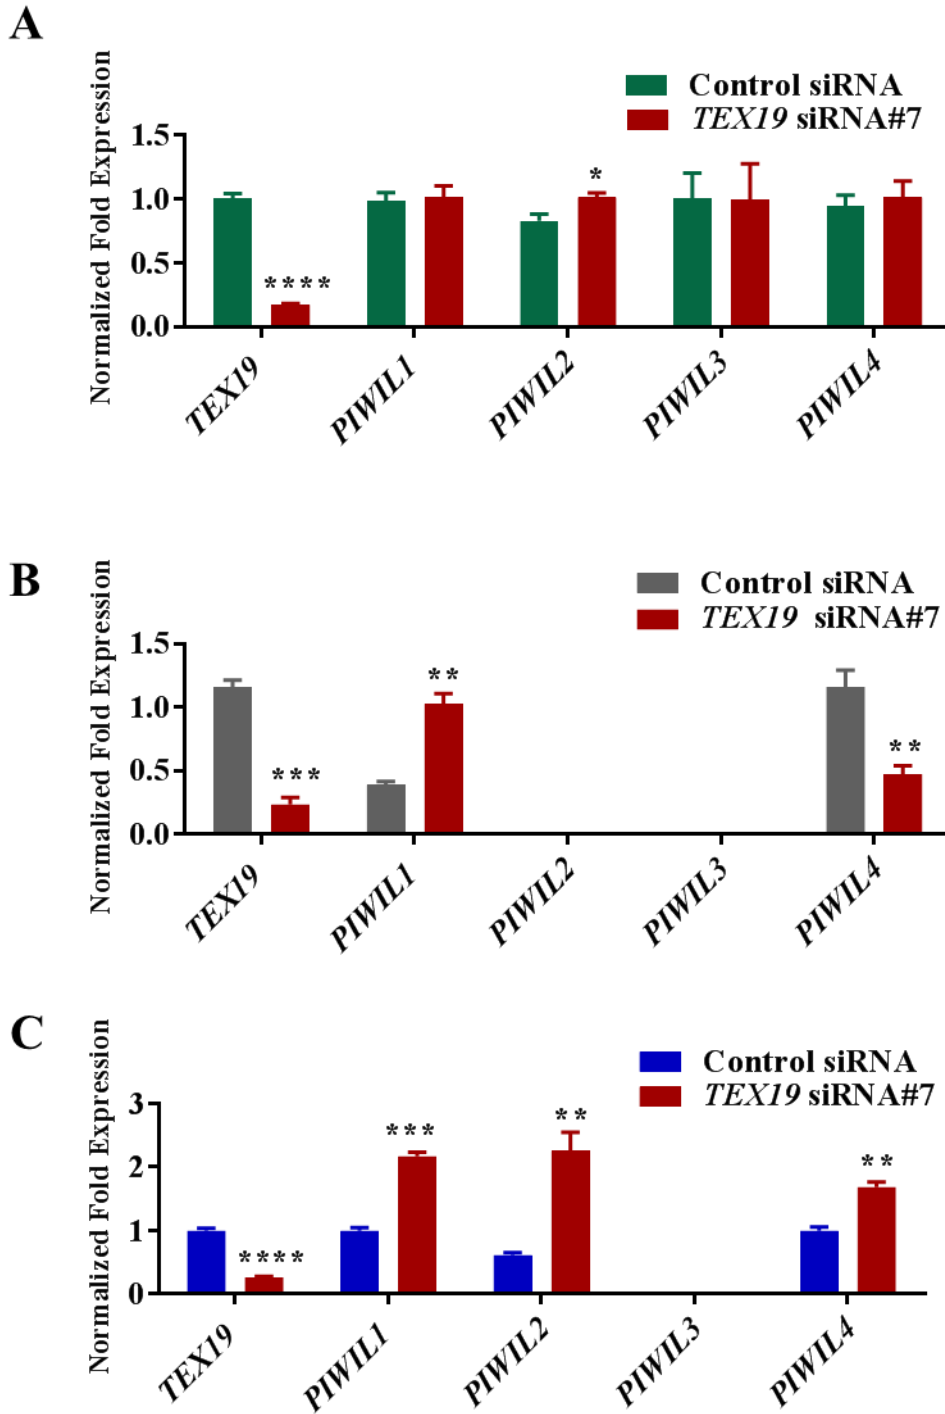 A
Normalized Fold Expression
Control siRNA
TEX19 siRNA#7
1.5
1.0
0.5
0.0
****
*
TEX19
PIWIL1
PIWIL2
PIWIL3
PIWIL4
B
Normalized Fold Expression
Control siRNA
TEX19 siRNA#7
1.5
1.0
0.5
0.0
***
**
**
TEX19
PIWIL1
PIWIL2
PIWIL3
PIWIL4
C
Normalized Fold Expression
Control siRNA
TEX19 siRNA#7
3
2
1
0
****
***
**
**
TEX19
PIWIL1
PIWIL2
PIWIL3
PIWIL4